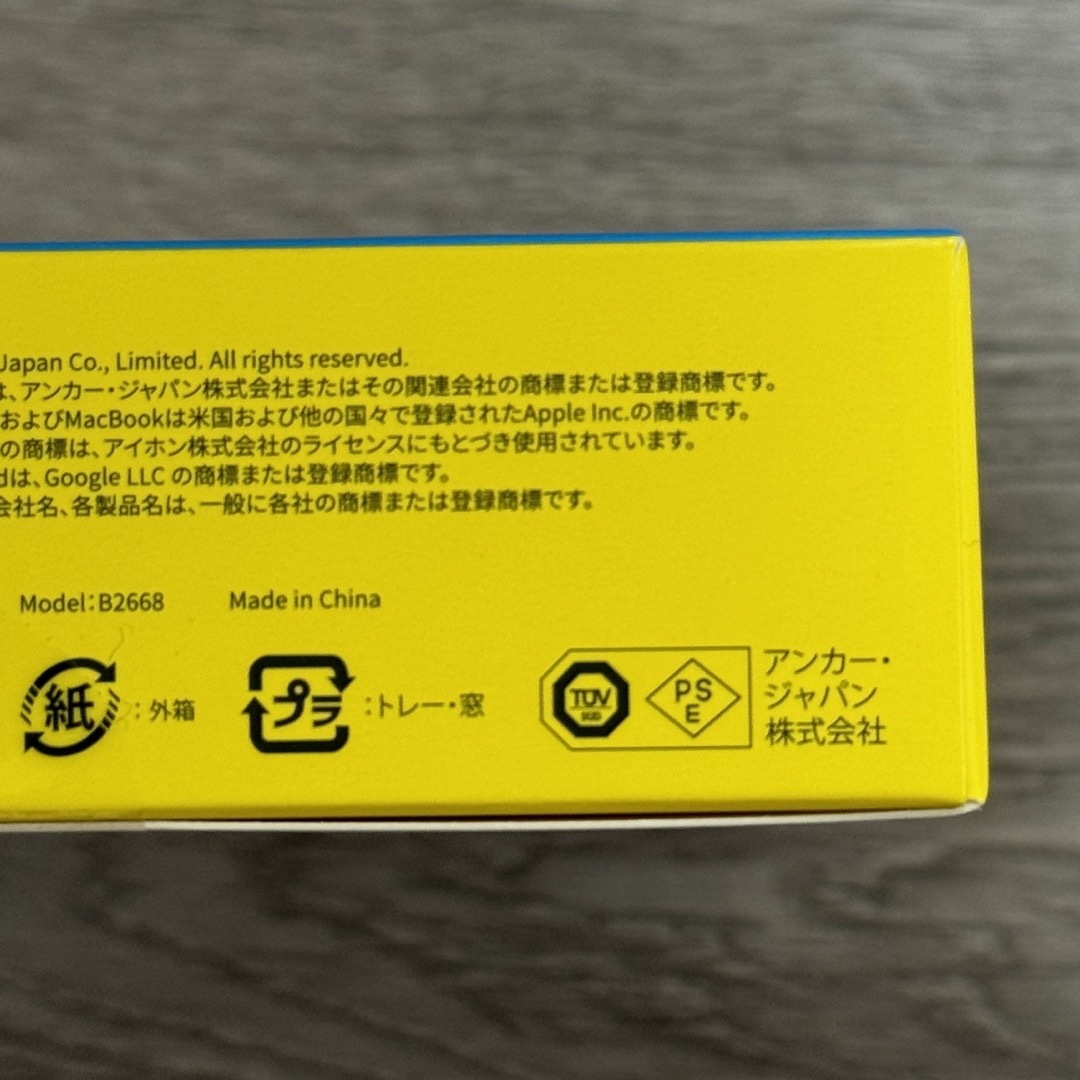 Japan Co., Limited. All rights reserved.
は、アンカー・ジャパン株式会社またはその関連会社の商標または登録商標です。
およびMacBookは米国および他の国々で登録されたApple Inc.の商標です。
の商標は、アイホン株式会社のライセンスにもとづき使用されています。
dは、Google LLC の商標または登録商標です。
会社名、各製品名は、一般に各社の商標または登録商標です。
Model:B2668 Made in China
紙 :外箱 プラ :トレー・窓
TÜV SÜD PSE
アンカー・
ジャパン
株式会社